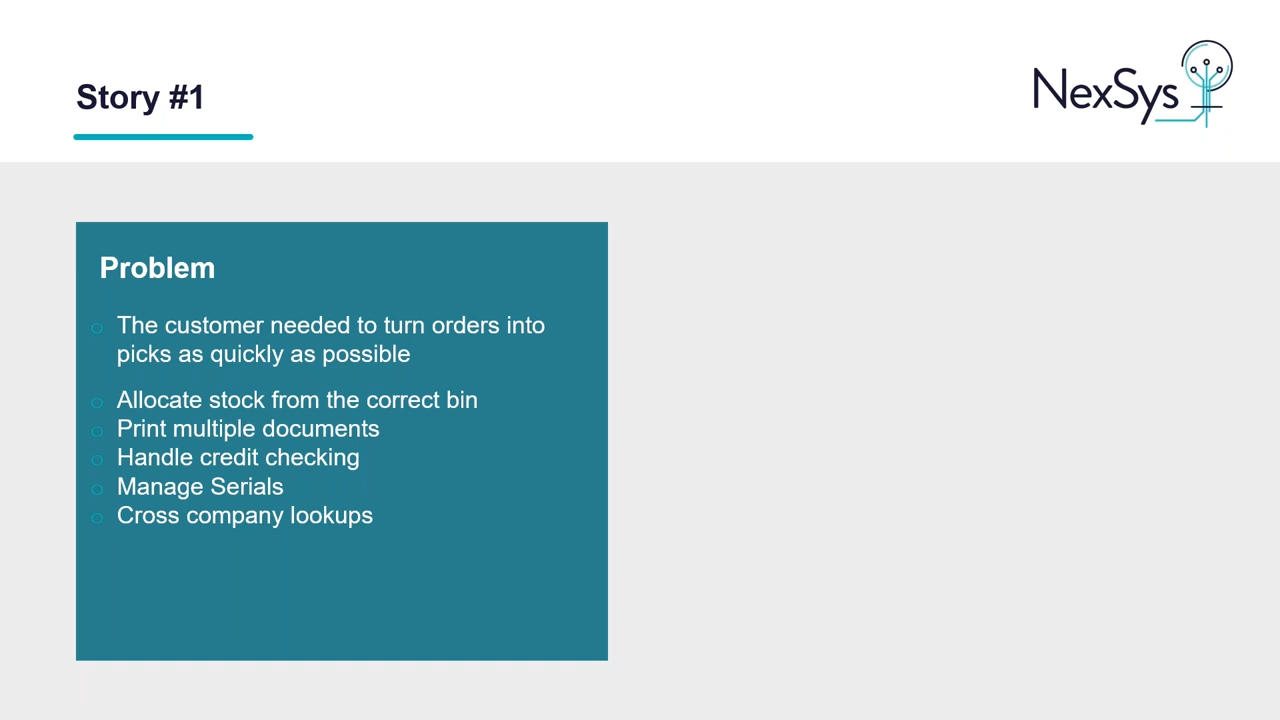 Story #1
NexSys
Problem
The customer needed to turn orders into
picks as quickly as possible
Allocate stock from the correct bin
Print multiple documents
Handle credit checking
Manage Serials
Cross company lookups